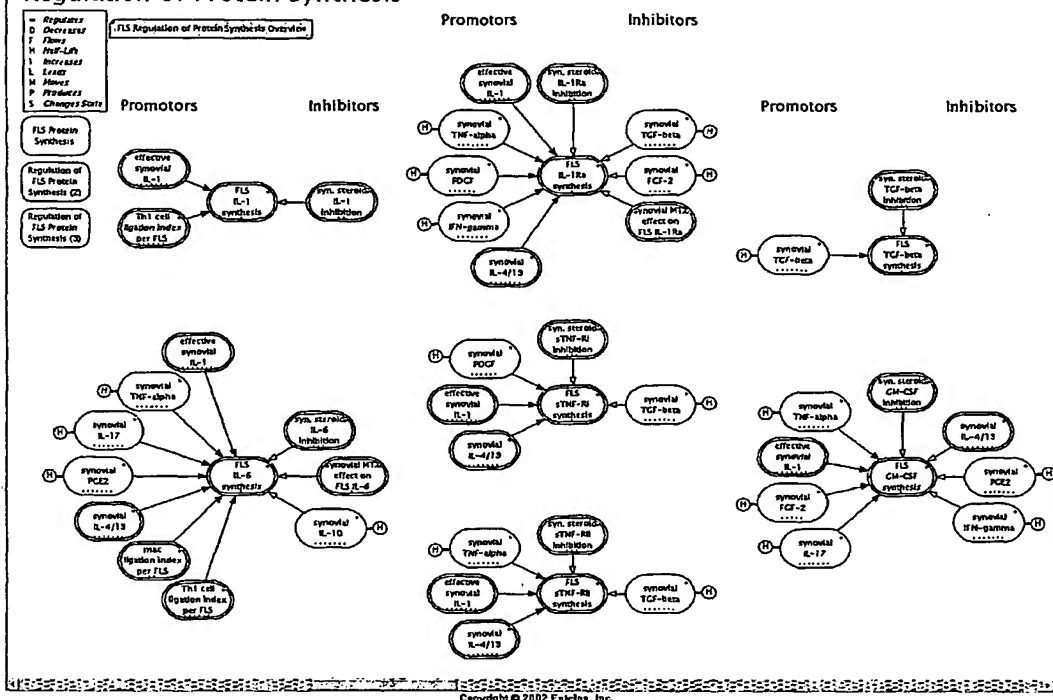 Regulation of Protein Synthesis
= Regulates
D Decreases
F Flows
H Half-Life
I Increases
L Leads
M Moves
P Produces
S Changes State
FLS Regulation of Protein Synthesis Overview
FLS Protein
Synthesis
Regulation of
FLS Protein
Synthesis (2)
Regulation of
FLS Protein
Synthesis (3)
Promotors
Inhibitors
effective
synovial
IL-1
Th1 cell
ligation index
per FLS
FLS
IL-1
synthesis
syn. steroid
IL-1
inhibition
Promotors
Inhibitors
effective
synovial
IL-1
syn. steroid
IL-1Ra
inhibition
H
synovial
TNF-alpha
synovial
TGF-beta
H
H
synovial
PDGF
FLS
IL-1Ra
synthesis
synovial
FGF-2
H
H
synovial
IFN-gamma
synovial MTX
effect on
FLS IL-1Ra
synovial
IL-4/13
Promotors
Inhibitors
syn. steroid
TGF-beta
inhibition
H
synovial
TGF-beta
FLS
TGF-beta
synthesis
effective
synovial
IL-1
H
synovial
TNF-alpha
H
synovial
IL-17
syn. steroid
IL-6
inhibition
H
synovial
PGE2
FLS
IL-6
synthesis
synovial MTX
effect on
FLS IL-6
synovial
IL-4/13
synovial
IL-10
H
mac
ligation index
per FLS
Th1 cell
ligation index
per FLS
syn. steroid
sTNF-RI
inhibition
H
synovial
PDGF
effective
synovial
IL-1
FLS
sTNF-RI
synthesis
synovial
TGF-beta
H
synovial
IL-4/13
syn. steroid
sTNF-RII
inhibition
H
synovial
TNF-alpha
effective
synovial
IL-1
FLS
sTNF-RII
synthesis
synovial
TGF-beta
H
synovial
IL-4/13
syn. steroid
GM-CSF
inhibition
H
synovial
TNF-alpha
synovial
IL-4/13
effective
synovial
IL-1
FLS
GM-CSF
synthesis
synovial
PGE2
H
H
synovial
FGF-2
synovial
IFN-gamma
H
H
synovial
IL-17
Copyright © 2002 Entelos, Inc.